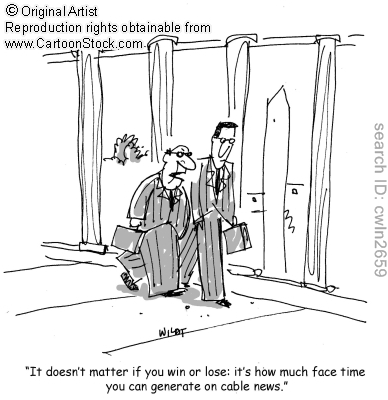 © Original Artist
Reproduction rights obtainable from
www.CartoonStock.com
search ID: cwln2659
WILBT
"It doesn't matter if you win or lose: it's how much face time
you can generate on cable news."